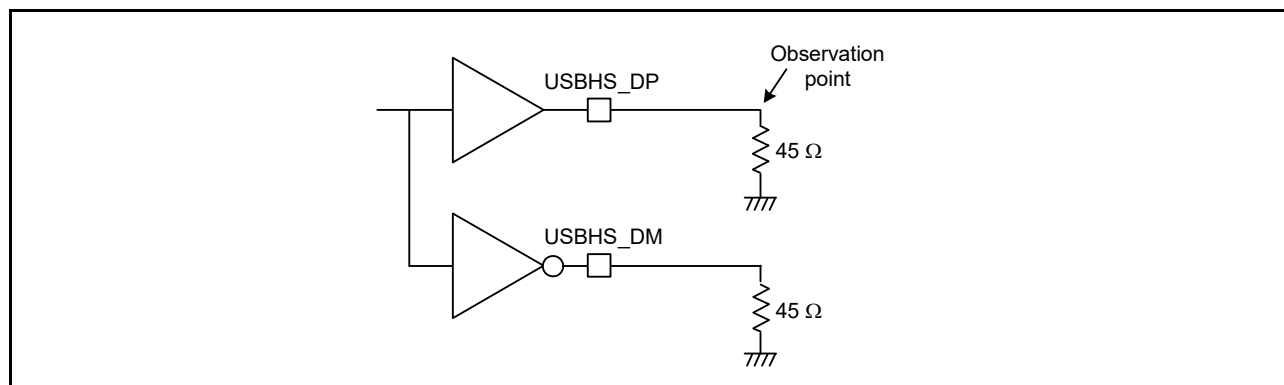 Observation
point
USBHS_DP
45 Ω
USBHS_DM
45 Ω